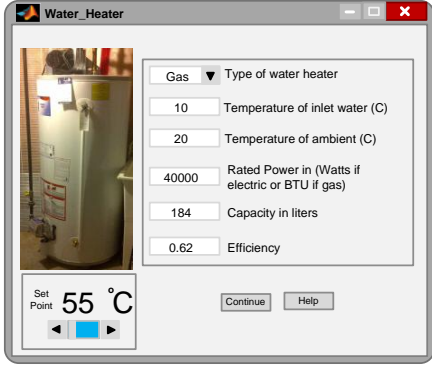 Water_Heater
Gas Type of water heater
10 Temperature of inlet water (C)
20 Temperature of ambient (C)
40000 Rated Power in (Watts if
electric or BTU if gas)
184 Capacity in liters
0.62 Efficiency
Set
Point 55 °C
Continue Help